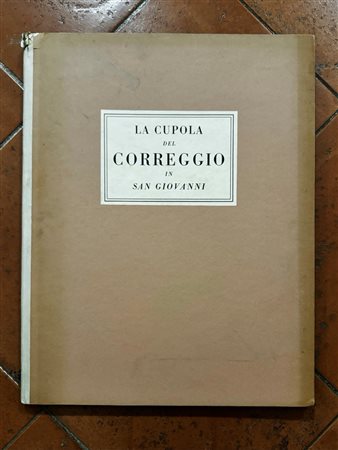 LA CUPOLA
DEL
CORREGGIO
IN
SAN GIOVANNI